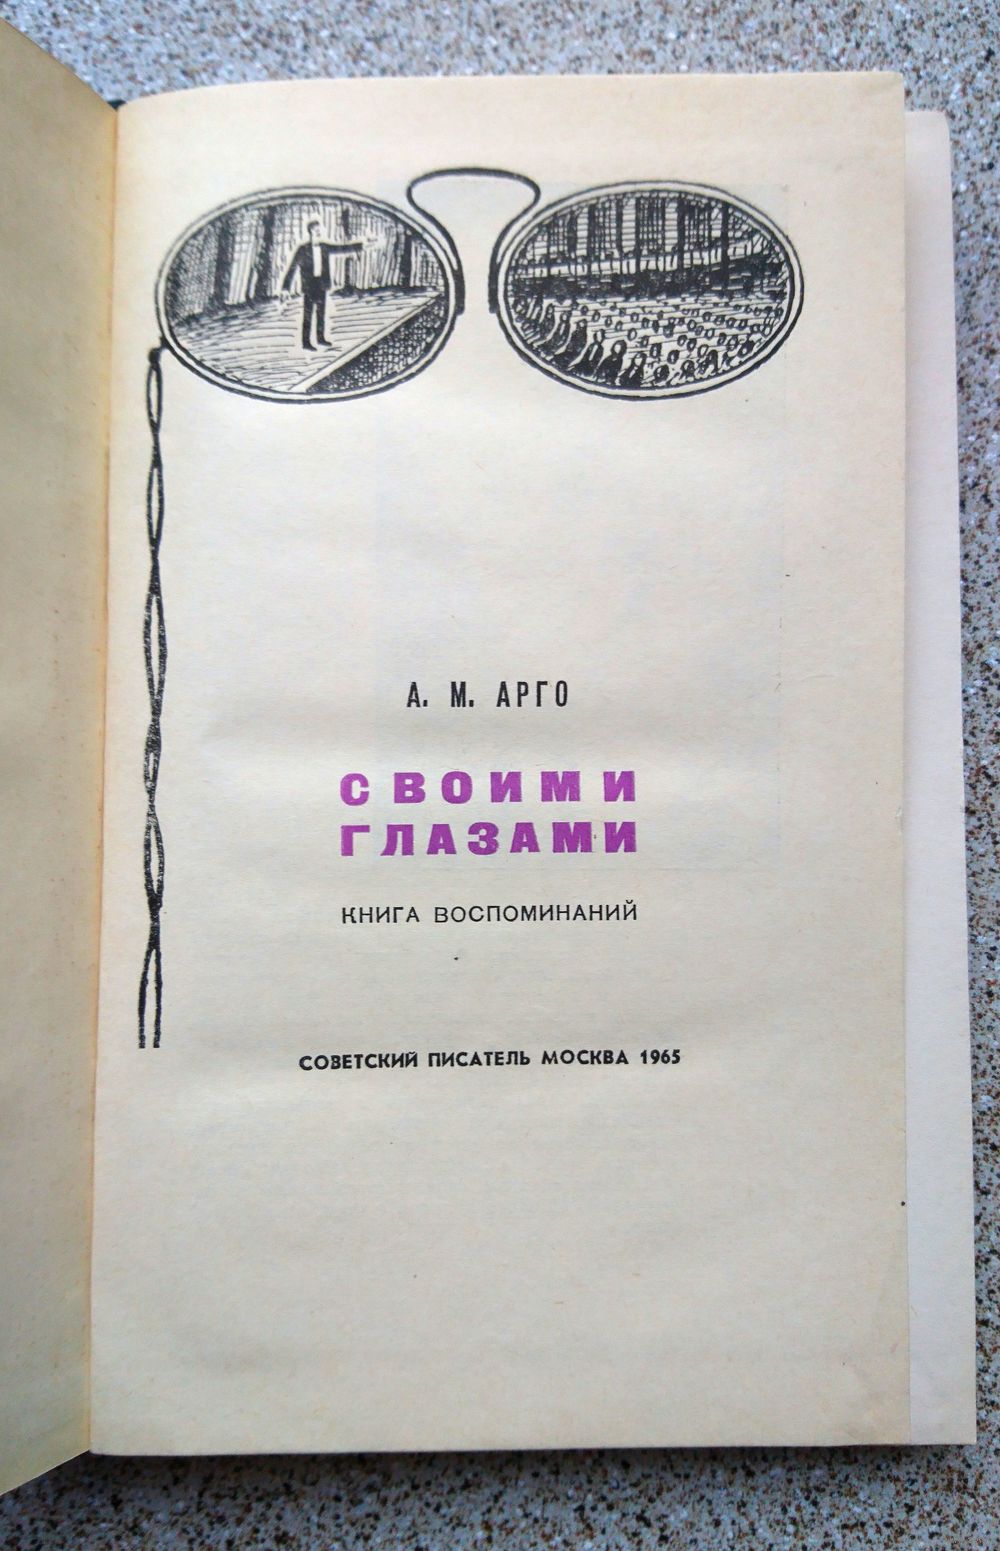 А. М. АРГО
СВОИМИ
ГЛАЗАМИ
КНИГА ВОСПОМИНАНИЙ
СОВЕТСКИЙ ПИСАТЕЛЬ МОСКВА 1965